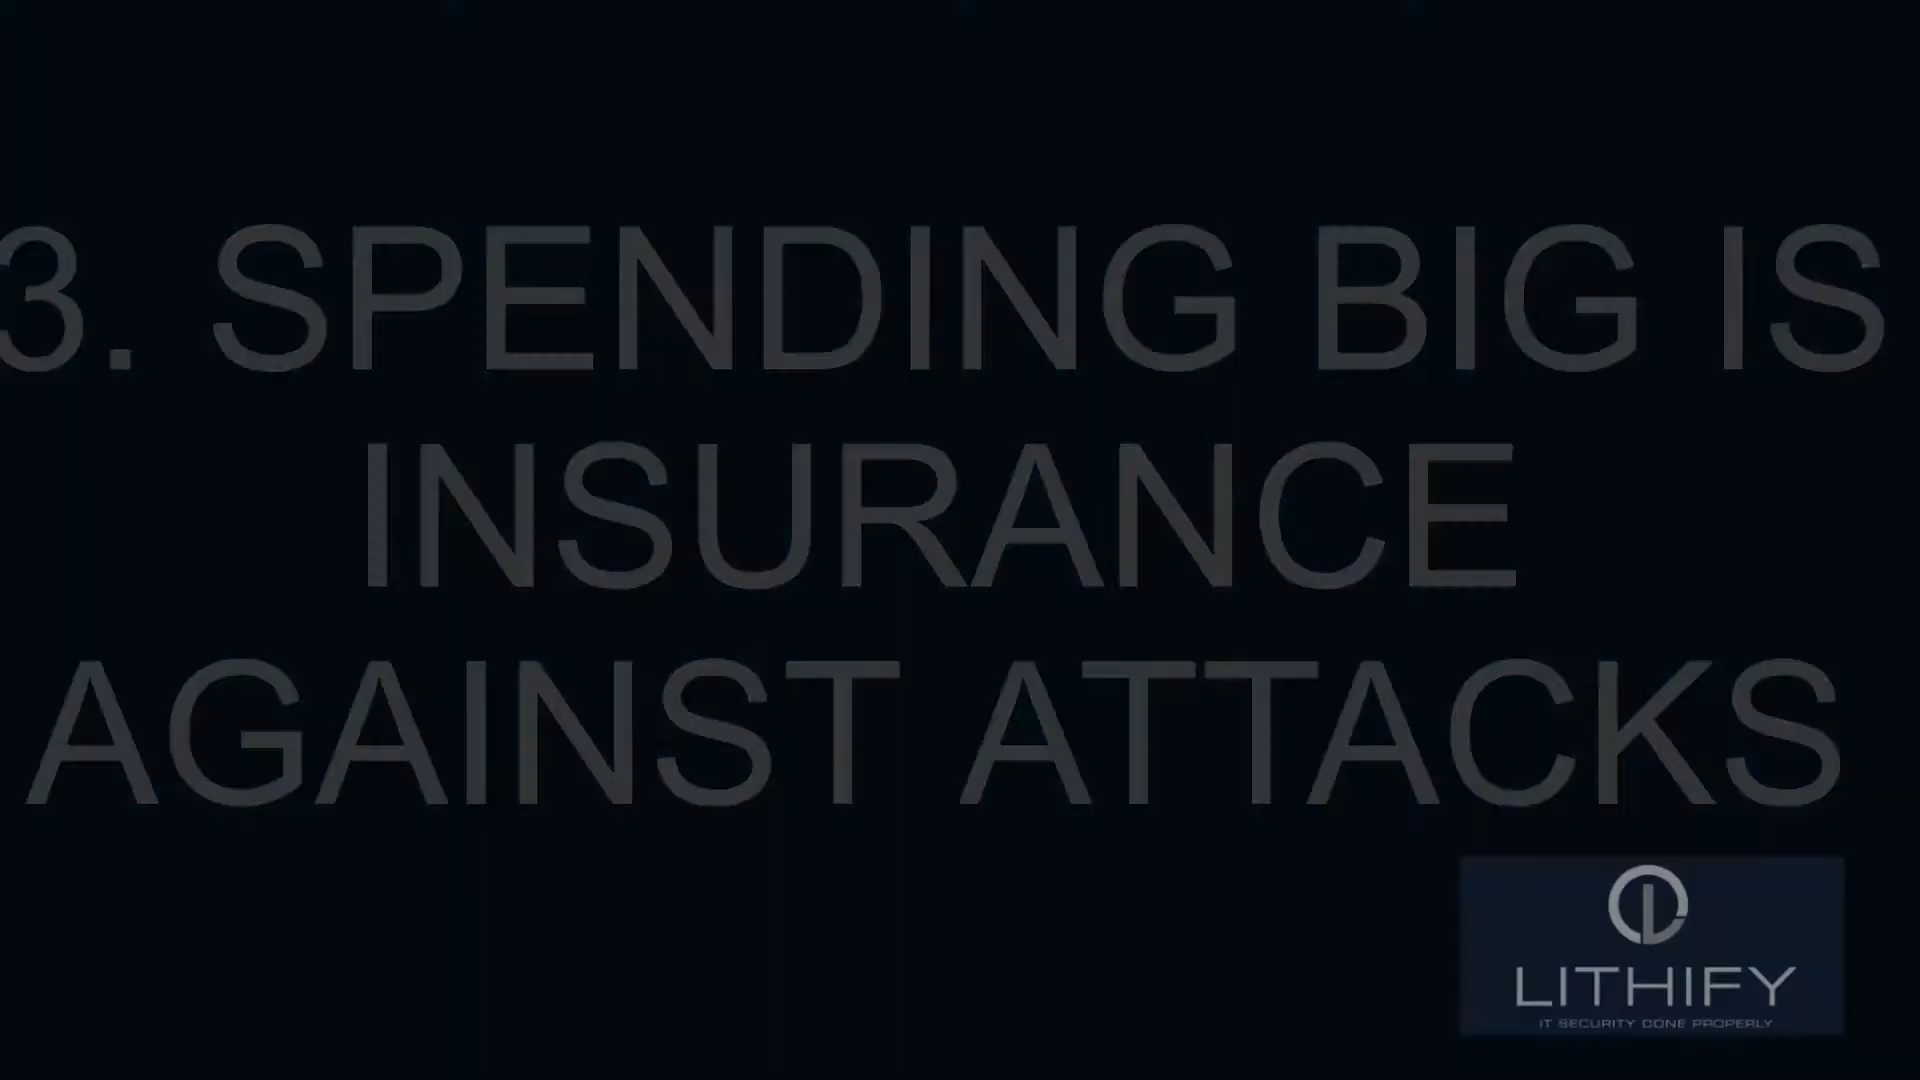 3. SPENDING BIG IS
INSURANCE
AGAINST ATTACKS
LITHIFY
IT SECURITY DONE PROPERLY